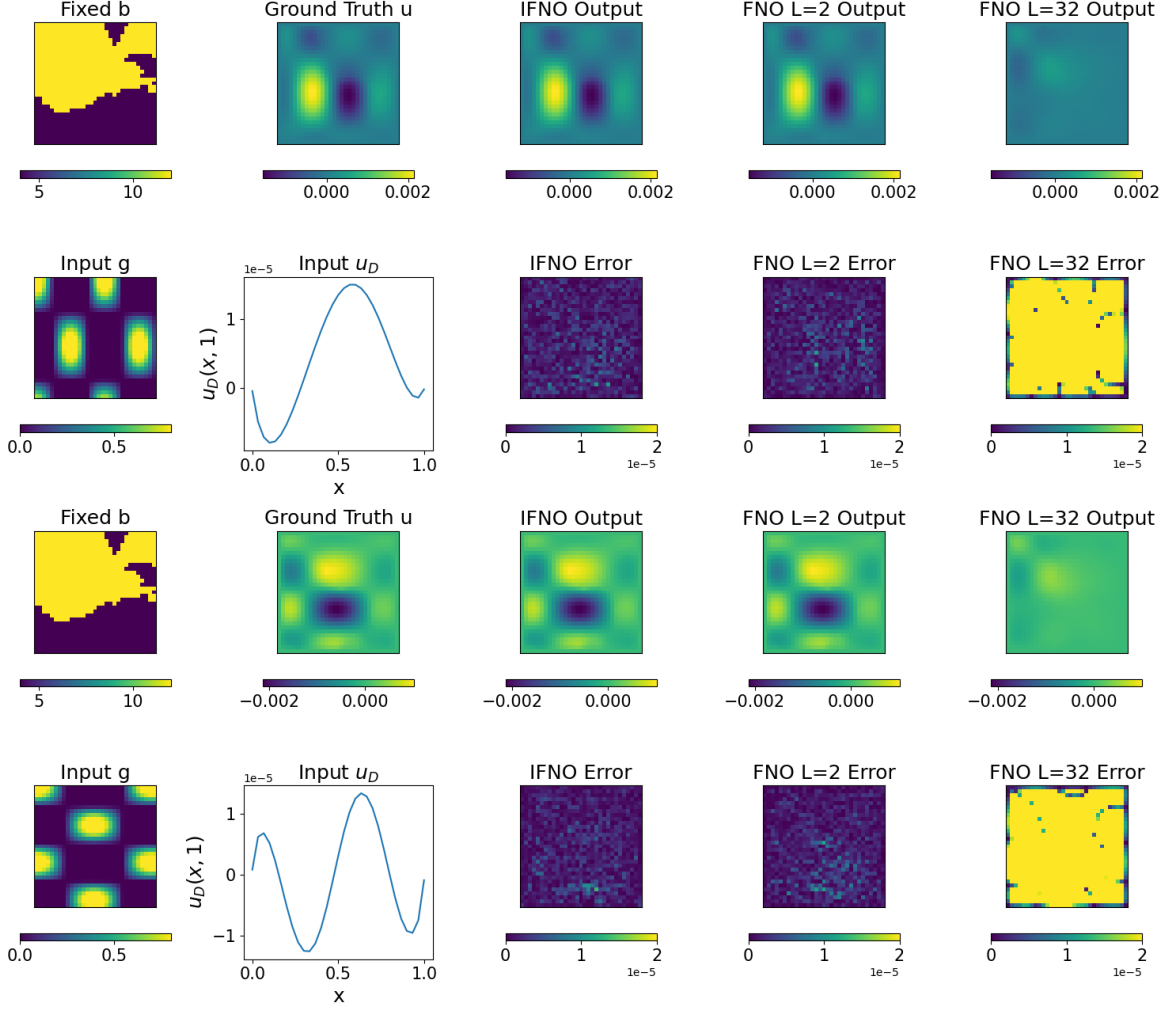 Fixed b
Ground Truth u
IFNO Output
FNO L=2 Output
FNO L=32 Output
5 10
0.000 0.002
0.000 0.002
0.000 0.002
0.000 0.002
Input g
Input u_D
IFNO Error
FNO L=2 Error
FNO L=32 Error
1e−5
1
0
u_D(x, 1)
0.0 0.5
0.0 0.5 1.0
x
0 1 2
1e−5
0 1 2
1e−5
0 1 2
1e−5
Fixed b
Ground Truth u
IFNO Output
FNO L=2 Output
FNO L=32 Output
5 10
−0.002 0.000
−0.002 0.000
−0.002 0.000
−0.002 0.000
Input g
Input u_D
IFNO Error
FNO L=2 Error
FNO L=32 Error
1e−5
1
0
−1
u_D(x, 1)
0.0 0.5
0.0 0.5 1.0
x
0 1 2
1e−5
0 1 2
1e−5
0 1 2
1e−5